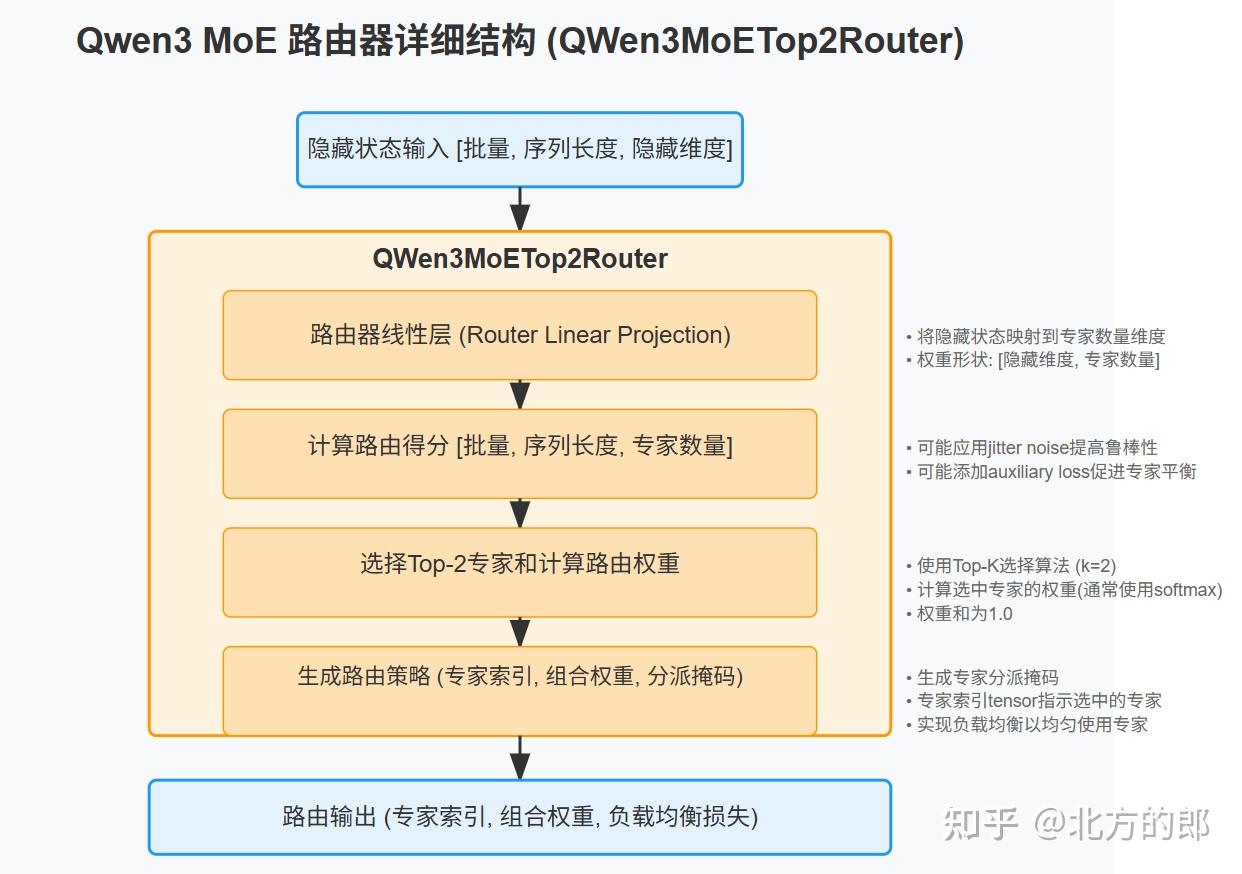 Qwen3 MoE 路由器详细结构 (QWen3MoETop2Router)
隐藏状态输入 [批量, 序列长度, 隐藏维度]
QWen3MoETop2Router
路由器线性层 (Router Linear Projection)
• 将隐藏状态映射到专家数量维度
• 权重形状: [隐藏维度, 专家数量]
计算路由得分 [批量, 序列长度, 专家数量]
• 可能应用jitter noise提高鲁棒性
• 可能添加auxiliary loss促进专家平衡
选择Top-2专家和计算路由权重
• 使用Top-K选择算法 (k=2)
• 计算选中专家的权重(通常使用softmax)
• 权重和为1.0
生成路由策略 (专家索引, 组合权重, 分派掩码)
• 生成专家分派掩码
• 专家索引tensor指示选中的专家
• 实现负载均衡以均匀使用专家
路由输出 (专家索引, 组合权重, 负载均衡损失)
知乎 @北方的郎